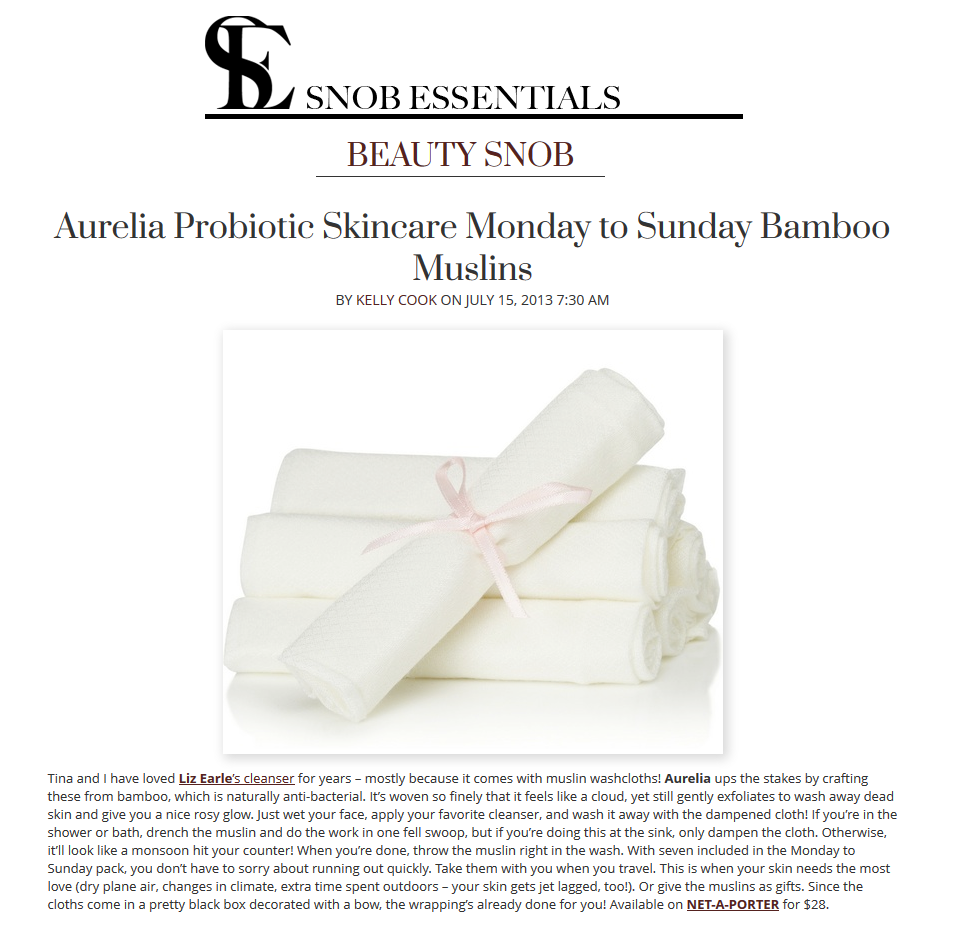 SE SNOB ESSENTIALS
BEAUTY SNOB
Aurelia Probiotic Skincare Monday to Sunday Bamboo
Muslins
BY KELLY COOK ON JULY 15, 2013 7:30 AM
Tina and I have loved Liz Earle's cleanser for years – mostly because it comes with muslin washcloths! Aurelia ups the stakes by crafting
these from bamboo, which is naturally anti-bacterial. It's woven so finely that it feels like a cloud, yet still gently exfoliates to wash away dead
skin and give you a nice rosy glow. Just wet your face, apply your favorite cleanser, and wash it away with the dampened cloth! If you're in the
shower or bath, drench the muslin and do the work in one fell swoop, but if you're doing this at the sink, only dampen the cloth. Otherwise,
it'll look like a monsoon hit your counter! When you're done, throw the muslin right in the wash. With seven included in the Monday to
Sunday pack, you don't have to sorry about running out quickly. Take them with you when you travel. This is when your skin needs the most
love (dry plane air, changes in climate, extra time spent outdoors – your skin gets jet lagged, too!). Or give the muslins as gifts. Since the
cloths come in a pretty black box decorated with a bow, the wrapping's already done for you! Available on NET-A-PORTER for $28.